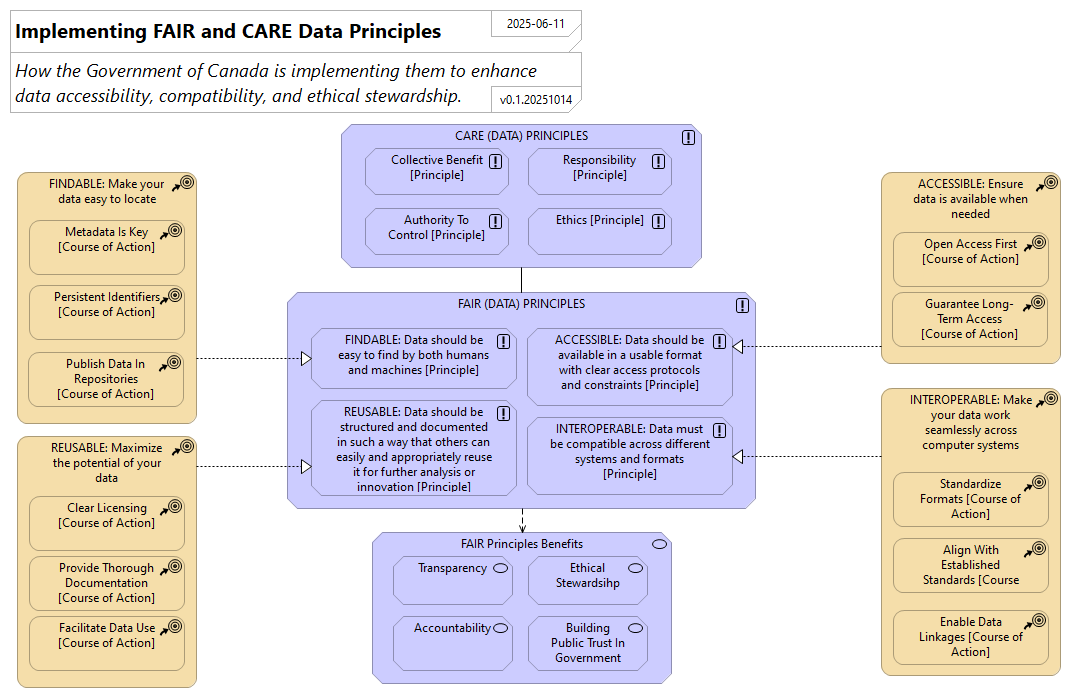 Implementing FAIR and CARE Data Principles
2025-06-11
How the Government of Canada is implementing them to enhance
data accessibility, compatibility, and ethical stewardship.
v0.1.20251014
CARE (DATA) PRINCIPLES
Collective Benefit
[Principle]
Responsibility
[Principle]
Authority To
Control [Principle]
Ethics [Principle]
FINDABLE: Make your
data easy to locate
Metadata Is Key
[Course of Action]
Persistent Identifiers
[Course of Action]
Publish Data In
Repositories
[Course of Action]
REUSABLE: Maximize
the potential of your
data
Clear Licensing
[Course of Action]
Provide Thorough
Documentation
[Course of Action]
Facilitate Data Use
[Course of Action]
FAIR (DATA) PRINCIPLES
FINDABLE: Data should be
easy to find by both humans
and machines [Principle]
ACCESSIBLE: Data should be
available in a usable format
with clear access protocols
and constraints [Principle]
REUSABLE: Data should be
structured and documented
in such a way that others can
easily and appropriately reuse
it for further analysis or
innovation [Principle]
INTEROPERABLE: Data must
be compatible across different
systems and formats
[Principle]
FAIR Principles Benefits
Transparency
Ethical
Stewardsihp
Accountability
Building
Public Trust In
Government
ACCESSIBLE: Ensure
data is available when
needed
Open Access First
[Course of Action]
Guarantee Long-
Term Access
[Course of Action]
INTEROPERABLE: Make
your data work
seamlessly across
computer systems
Standardize
Formats [Course of
Action]
Align With
Established
Standards [Course
Enable Data
Linkages [Course of
Action]